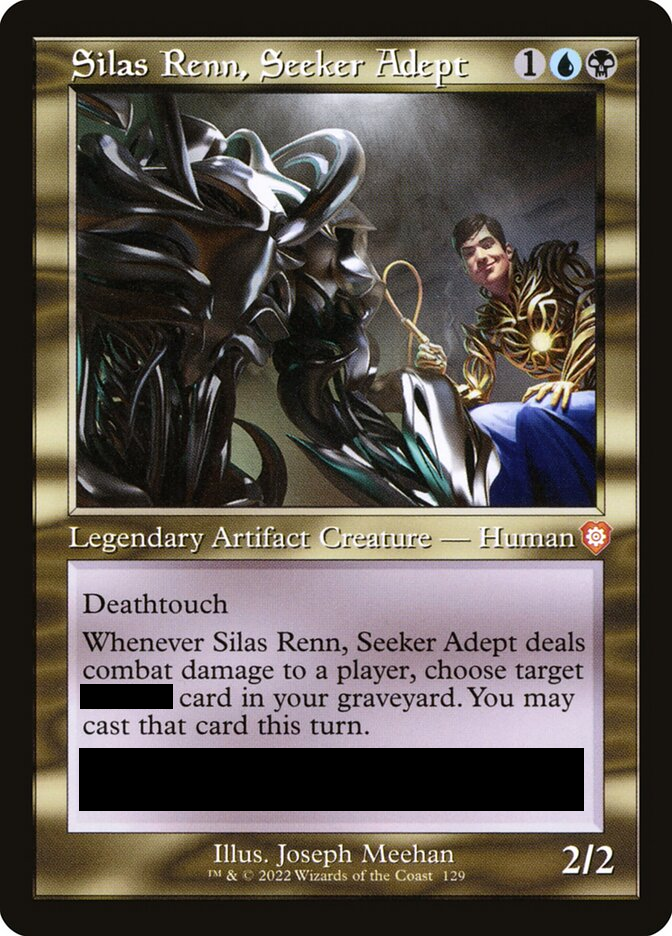 Silas Renn, Seeker Adept 1
Legendary Artifact Creature — Human
Deathtouch
Whenever Silas Renn, Seeker Adept deals
combat damage to a player, choose target
card in your graveyard. You may
cast that card this turn.
Illus. Joseph Meehan
™ & © 2022 Wizards of the Coast 129
2/2